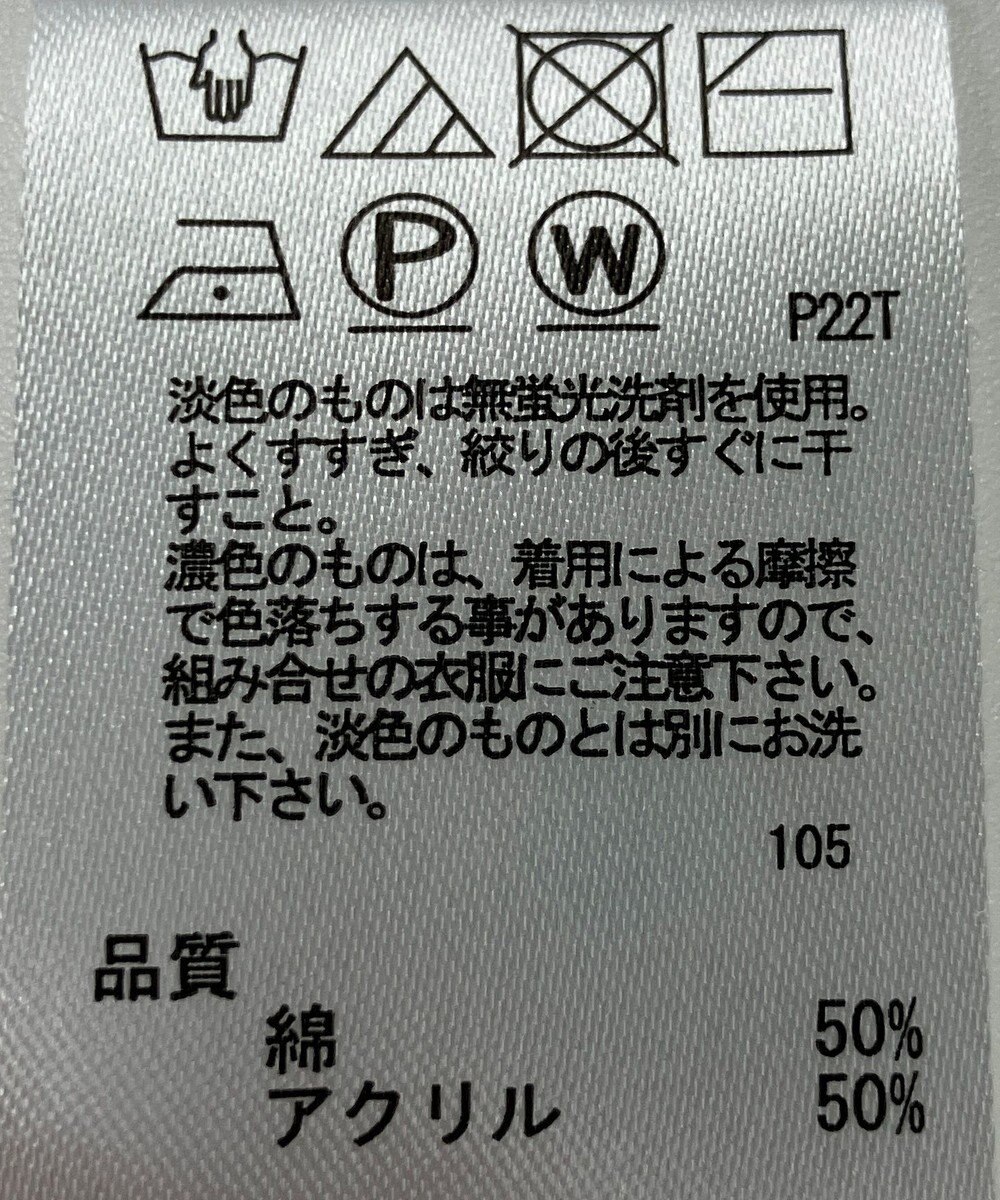 P W
P22T
淡色のものは無蛍光洗剤を使用。
よくすすぎ、絞りの後すぐに干
すこと。
濃色のものは、着用による摩擦
で色落ちする事がありますので、
組み合せの衣服にご注意下さい。
また、淡色のものとは別にお洗
い下さい。
105
品質
綿 50%
アクリル 50%